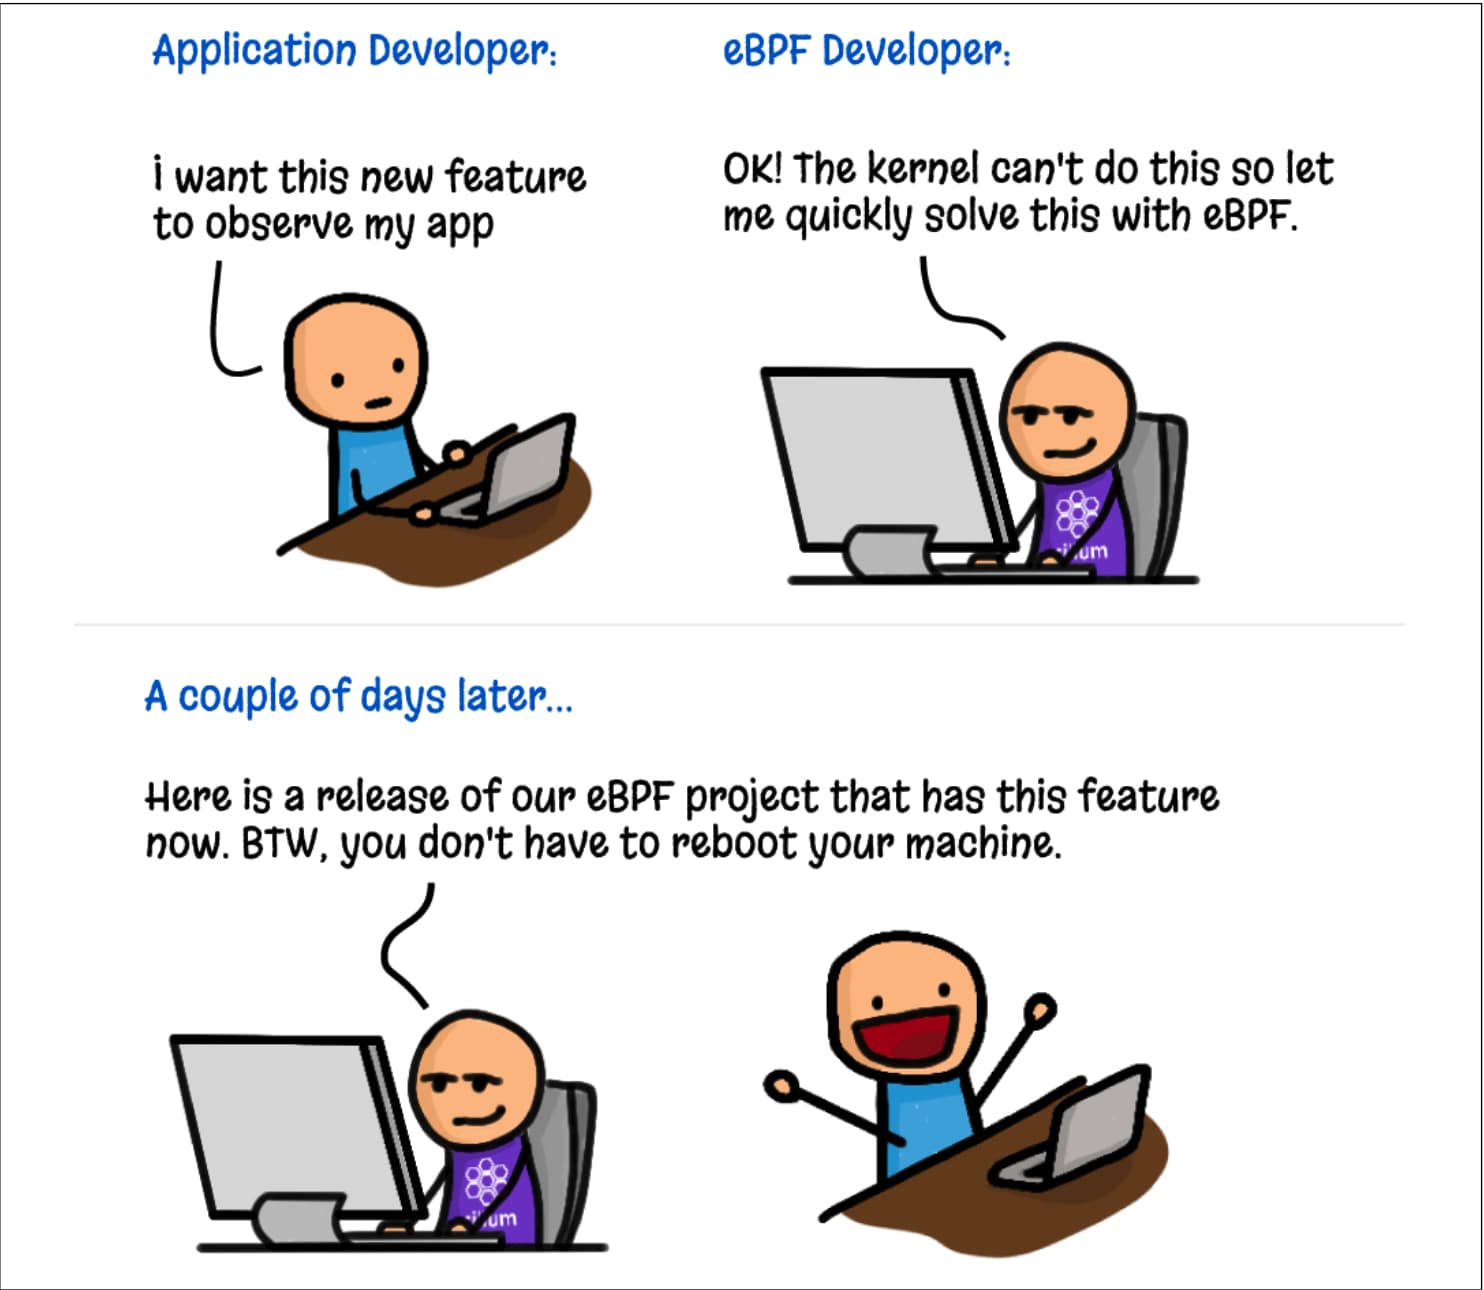 Application Developer:
eBPF Developer:
i want this new feature
to observe my app
OK! The kernel can't do this so let
me quickly solve this with eBPF.
A couple of days later...
Here is a release of our eBPF project that has this feature
now. BTW, you don't have to reboot your machine.